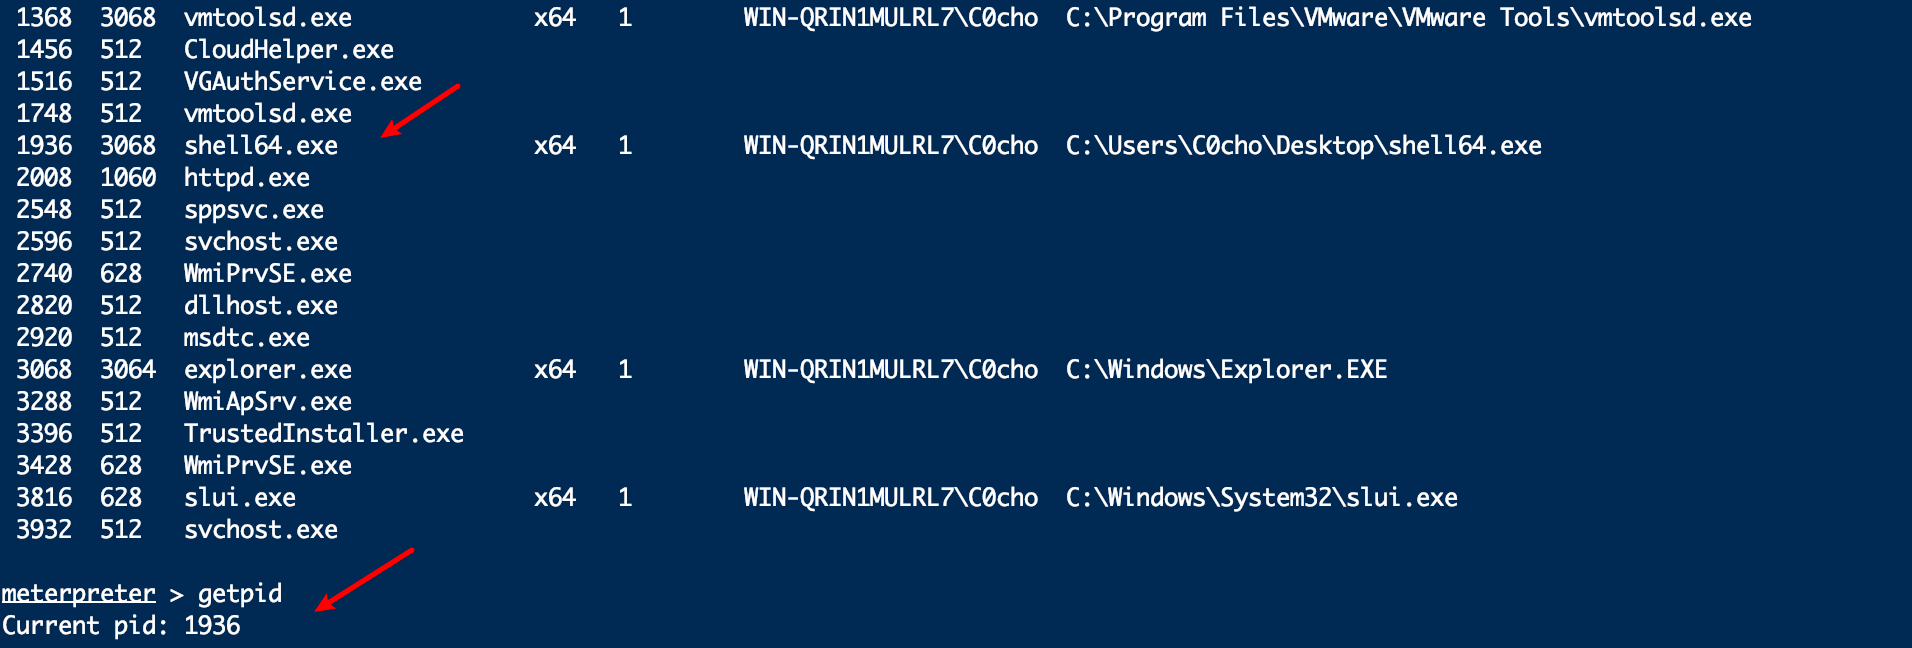 1368 3068 vmtoolsd.exe x64 1 WIN-QRIN1MULRL7\C0cho C:\Program Files\VMware\VMware Tools\vmtoolsd.exe
1456 512 CloudHelper.exe
1516 512 VGAuthService.exe
1748 512 vmtoolsd.exe
1936 3068 shell64.exe x64 1 WIN-QRIN1MULRL7\C0cho C:\Users\C0cho\Desktop\shell64.exe
2008 1060 httpd.exe
2548 512 sppsvc.exe
2596 512 svchost.exe
2740 628 WmiPrvSE.exe
2820 512 dllhost.exe
2920 512 msdtc.exe
3068 3064 explorer.exe x64 1 WIN-QRIN1MULRL7\C0cho C:\Windows\Explorer.EXE
3288 512 WmiApSrv.exe
3396 512 TrustedInstaller.exe
3428 628 WmiPrvSE.exe
3816 628 slui.exe x64 1 WIN-QRIN1MULRL7\C0cho C:\Windows\System32\slui.exe
3932 512 svchost.exe
meterpreter > getpid
Current pid: 1936